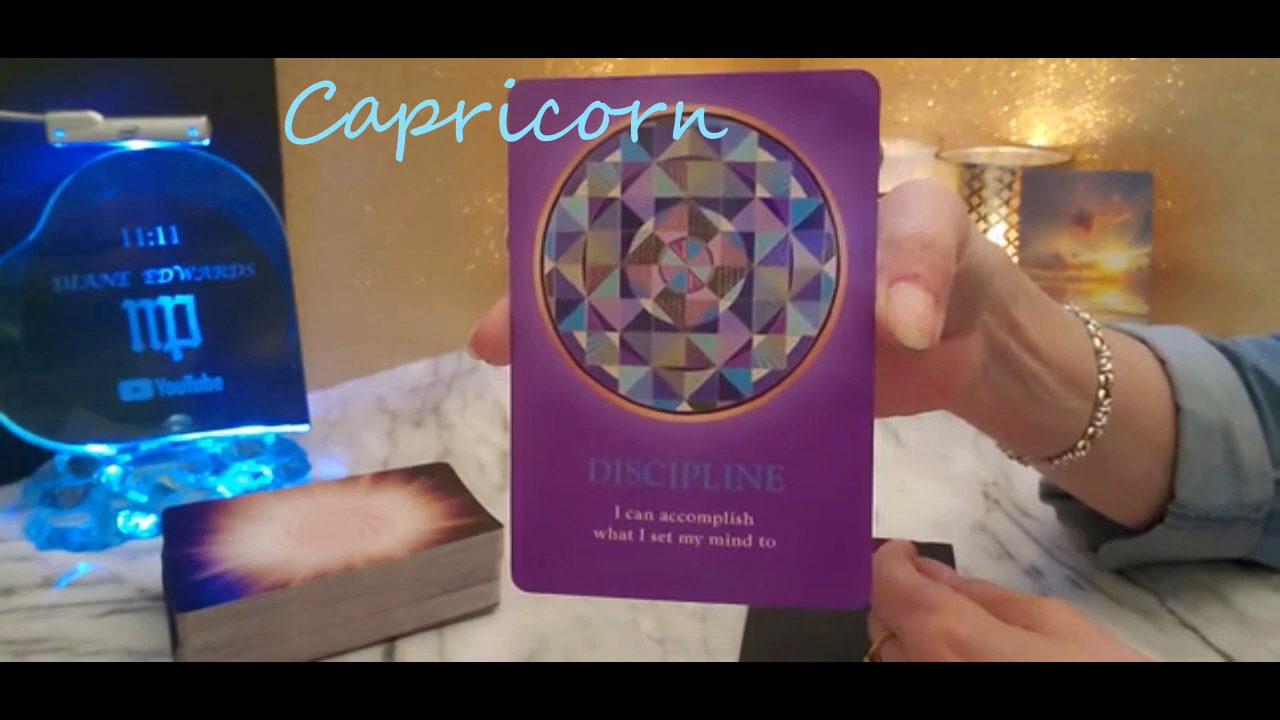 Capricorn
11:11
DIANE EDWARDS
YouTube
DISCIPLINE
I can accomplish
what I set my mind to